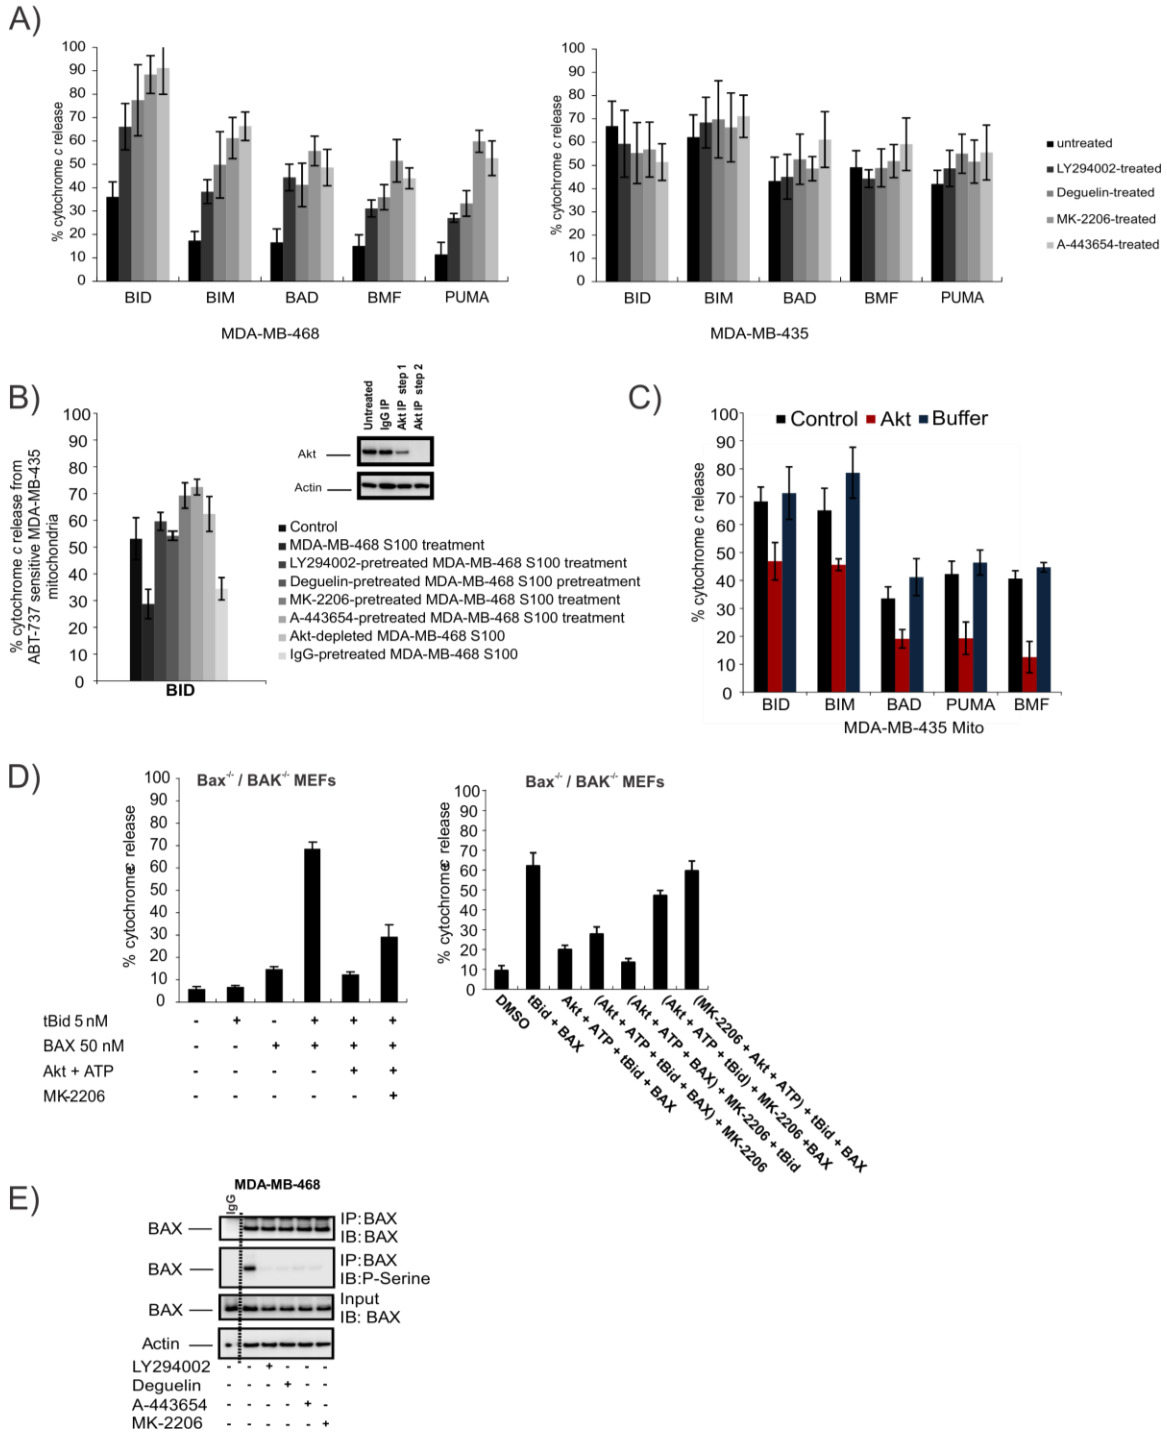 A)
% cytochrome c release
100
90
80
70
60
50
40
30
20
10
0
BID BIM BAD BMF PUMA
MDA-MB-468
% cytochrome c release
100
90
80
70
60
50
40
30
20
10
0
BID BIM BAD BMF PUMA
MDA-MB-435
untreated
LY294002-treated
Deguelin-treated
MK-2206-treated
A-443654-treated
B)
% cytochrome c release from
ABT-737 sensitive MDA-MB-435
mitochondria
100
90
80
70
60
50
40
30
20
10
0
BID
Untreated
IgG IP
Akt IP step 1
Akt IP step 2
Akt
Actin
Control
MDA-MB-468 S100 treatment
LY294002-pretreated MDA-MB-468 S100 treatment
Deguelin-pretreated MDA-MB-468 S100 pretreatment
MK-2206-pretreated MDA-MB-468 S100 treatment
A-443654-pretreated MDA-MB-468 S100 treatment
Akt-depleted MDA-MB-468 S100
IgG-pretreated MDA-MB-468 S100
C)
Control Akt Buffer
% cytochrome c release
100
90
80
70
60
50
40
30
20
10
0
BID BIM BAD PUMA BMF
MDA-MB-435 Mito
D)
Bax-/- / BAK-/- MEFs
% cytochrome c release
100
90
80
70
60
50
40
30
20
10
0
tBid 5 nM - + - + + +
BAX 50 nM - - + + + +
Akt + ATP - - - - + +
MK-2206 - - - - - +
Bax-/- / BAK-/- MEFs
% cytochrome c release
100
90
80
70
60
50
40
30
20
10
0
DMSO
tBid + BAX
Akt + ATP + tBid + BAX
(Akt + ATP + tBid + BAX) + MK-2206
(Akt + ATP + BAX) + MK-2206 + tBid
(Akt + ATP + tBid) + MK-2206 +BAX
(MK-2206 + Akt + ATP) + tBid + BAX
E)
MDA-MB-468
IgG
BAX
IP:BAX
IB:BAX
BAX
IP:BAX
IB:P-Serine
BAX
Input
IB: BAX
Actin
LY294002 - - + - - -
Deguelin - - - + - -
A-443654 - - - - + -
MK-2206 - - - - - +